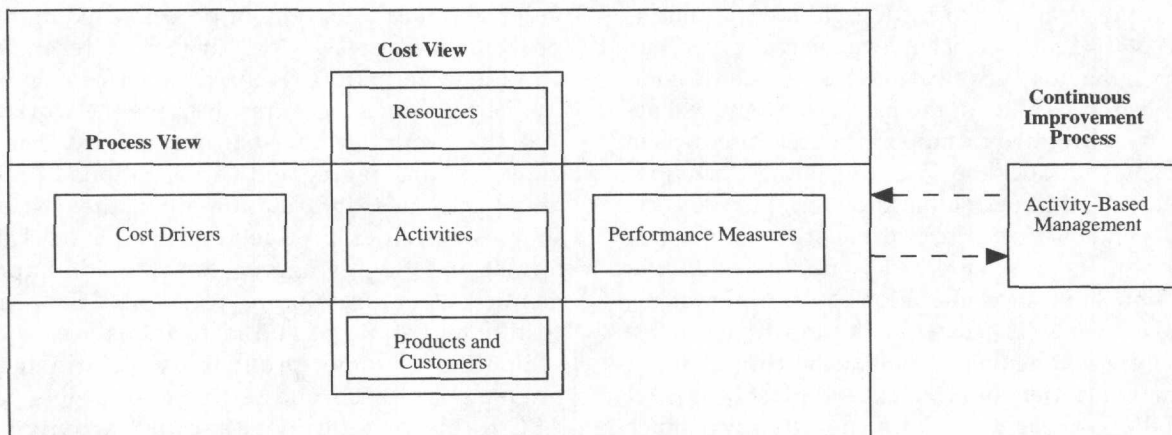 Cost View
Resources
Process View
Continuous
Improvement
Process
Cost Drivers
Activities
Performance Measures
Activity-Based
Management
Products and
Customers